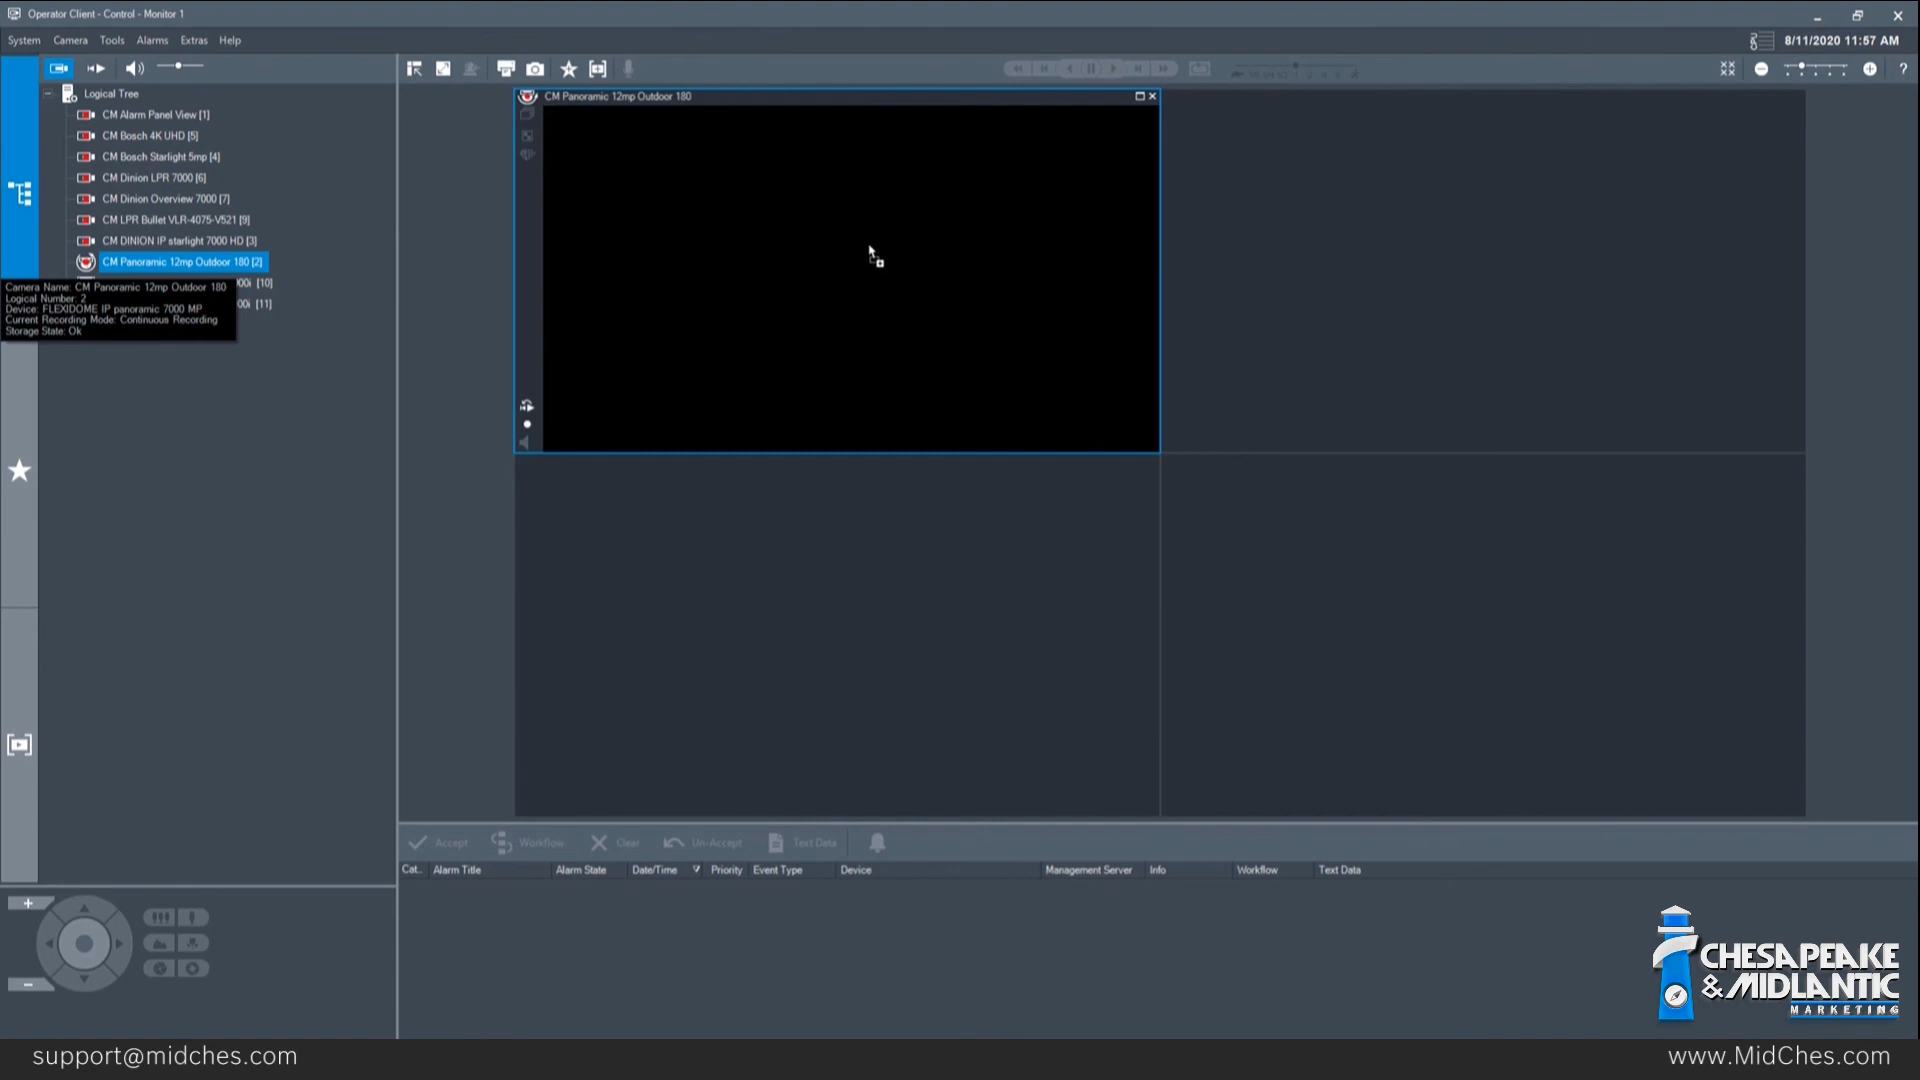 Operator Client - Control - Monitor 1
System Camera Tools Alarms Extras Help
8/11/2020 11:57 AM
?
Logical Tree
CM Alarm Panel View [1]
CM Bosch 4K UHD [5]
CM Bosch Starlight 5mp [4]
CM Dinion LPR 7000 [6]
CM Dinion Overview 7000 [7]
CM LPR Bullet VLR-4075-V521 [9]
CM DINION IP starlight 7000 HD [3]
CM Panoramic 12mp Outdoor 180 [2]
00i [10]
00i [11]
Camera Name: CM Panoramic 12mp Outdoor 180
Logical Number: 2
Device: FLEXIDOME IP panoramic 7000 MP
Current Recording Mode: Continuous Recording
Storage State: Ok
CM Panoramic 12mp Outdoor 180
Accept Workflow Clear Un-Accept Text Data
Cat.. Alarm Title Alarm State Date/Time Priority Event Type Device Management Server Info Workflow Text Data
CHESAPEAKE
& MIDLANTIC
MARKETING
support@midches.com
www.MidChes.com